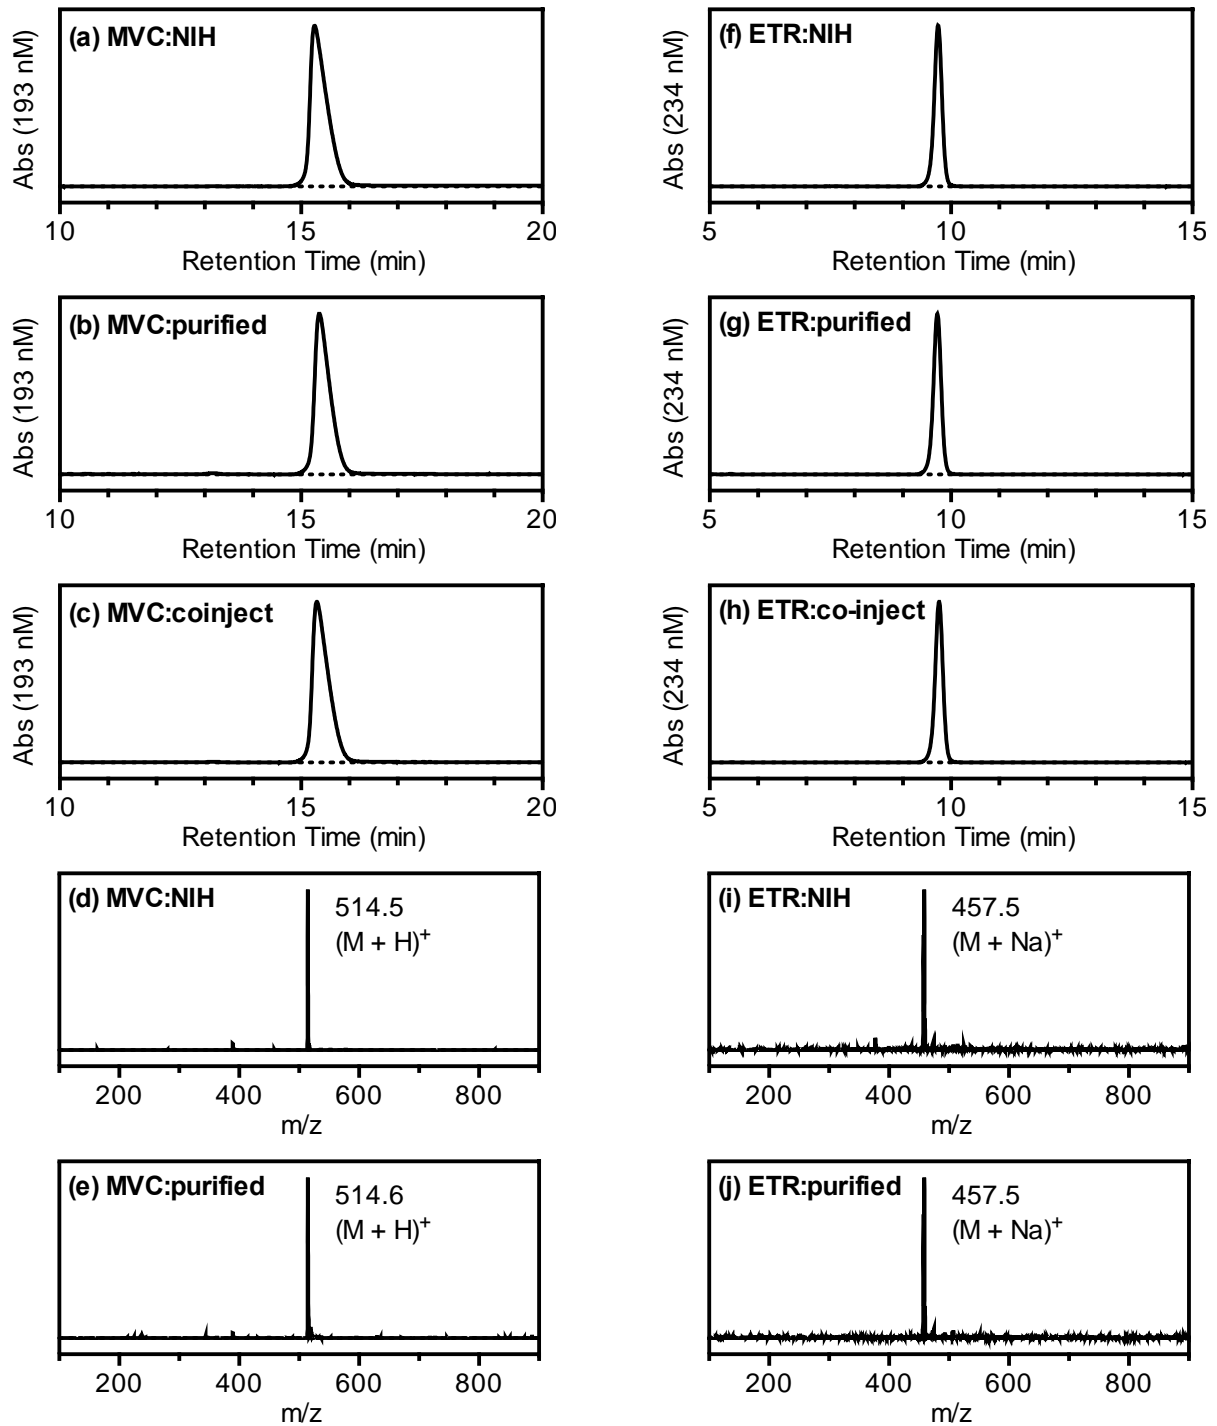 (a) MVC:NIH
Abs (193 nM)
10 15 20
Retention Time (min)
(f) ETR:NIH
Abs (234 nM)
5 10 15
Retention Time (min)
(b) MVC:purified
Abs (193 nM)
10 15 20
Retention Time (min)
(g) ETR:purified
Abs (234 nM)
5 10 15
Retention Time (min)
(c) MVC:coinject
Abs (193 nM)
10 15 20
Retention Time (min)
(h) ETR:co-inject
Abs (234 nM)
5 10 15
Retention Time (min)
(d) MVC:NIH
514.5
(M + H)⁺
200 400 600 800
m/z
(i) ETR:NIH
457.5
(M + Na)⁺
200 400 600 800
m/z
(e) MVC:purified
514.6
(M + H)⁺
200 400 600 800
m/z
(j) ETR:purified
457.5
(M + Na)⁺
200 400 600 800
m/z